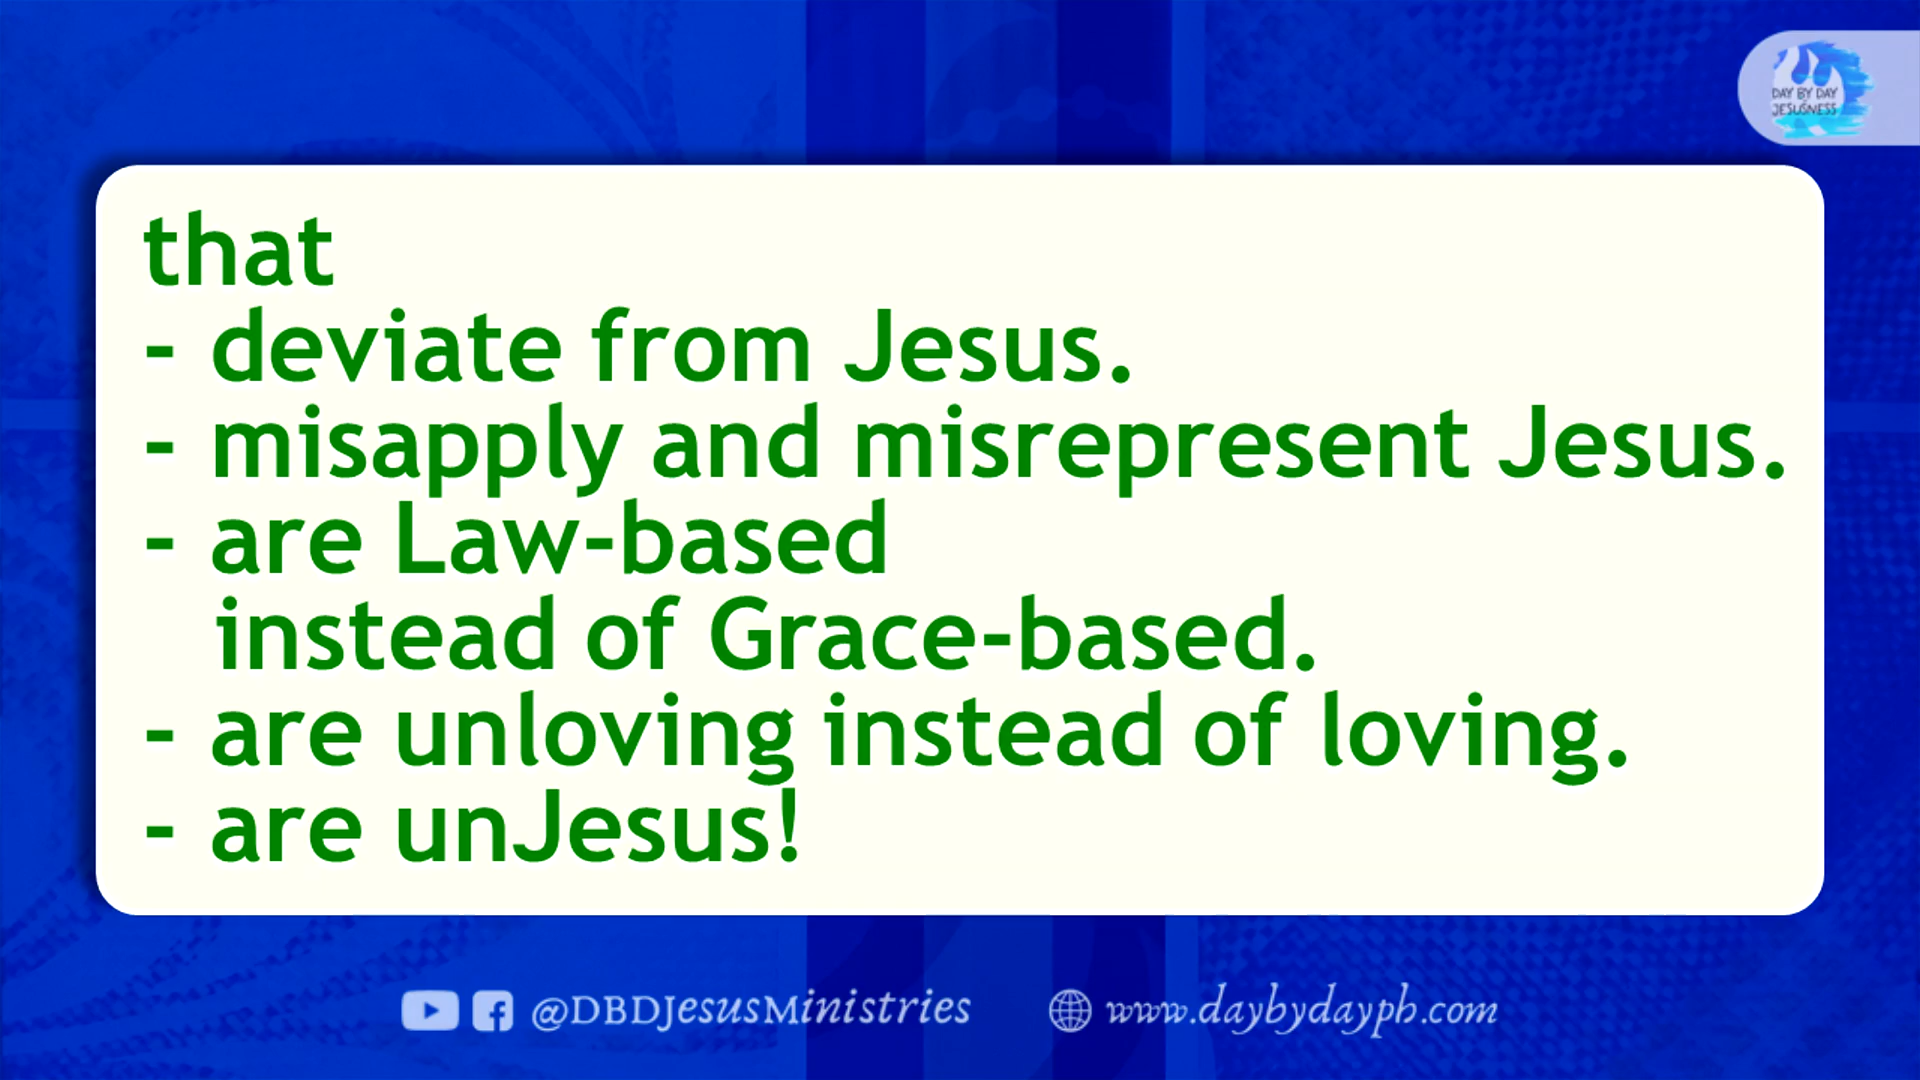 DAY BY DAY
JESUSNESS
that
- deviate from Jesus.
- misapply and misrepresent Jesus.
- are Law-based
instead of Grace-based.
- are unloving instead of loving.
- are unJesus!
@DBDJesusMinistries
www.daybydayph.com